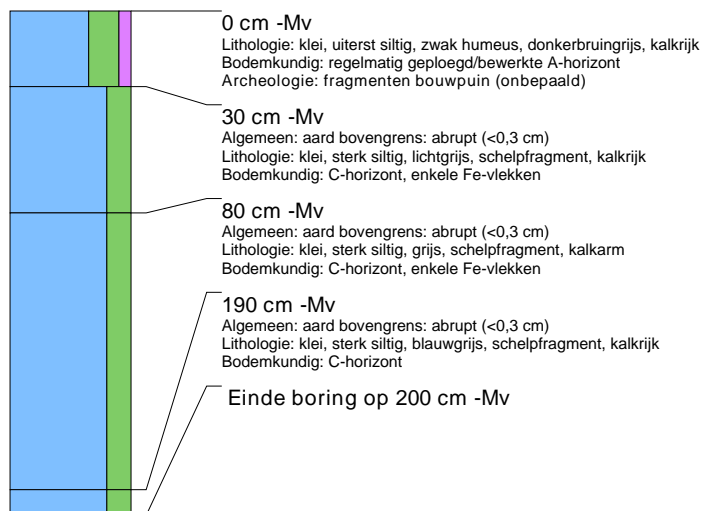 0 cm -Mv
Lithologie: klei, uiterst siltig, zwak humeus, donkerbruingrijs, kalkrijk
Bodemkundig: regelmatig geploegd/bewerkte A-horizont
Archeologie: fragmenten bouwpuin (onbepaald)
30 cm -Mv
Algemeen: aard bovengrens: abrupt (<0,3 cm)
Lithologie: klei, sterk siltig, lichtgrijs, schelpfragment, kalkrijk
Bodemkundig: C-horizont, enkele Fe-vlekken
80 cm -Mv
Algemeen: aard bovengrens: abrupt (<0,3 cm)
Lithologie: klei, sterk siltig, grijs, schelpfragment, kalkarm
Bodemkundig: C-horizont, enkele Fe-vlekken
190 cm -Mv
Algemeen: aard bovengrens: abrupt (<0,3 cm)
Lithologie: klei, sterk siltig, blauwgrijs, schelpfragment, kalkrijk
Bodemkundig: C-horizont
Einde boring op 200 cm -Mv